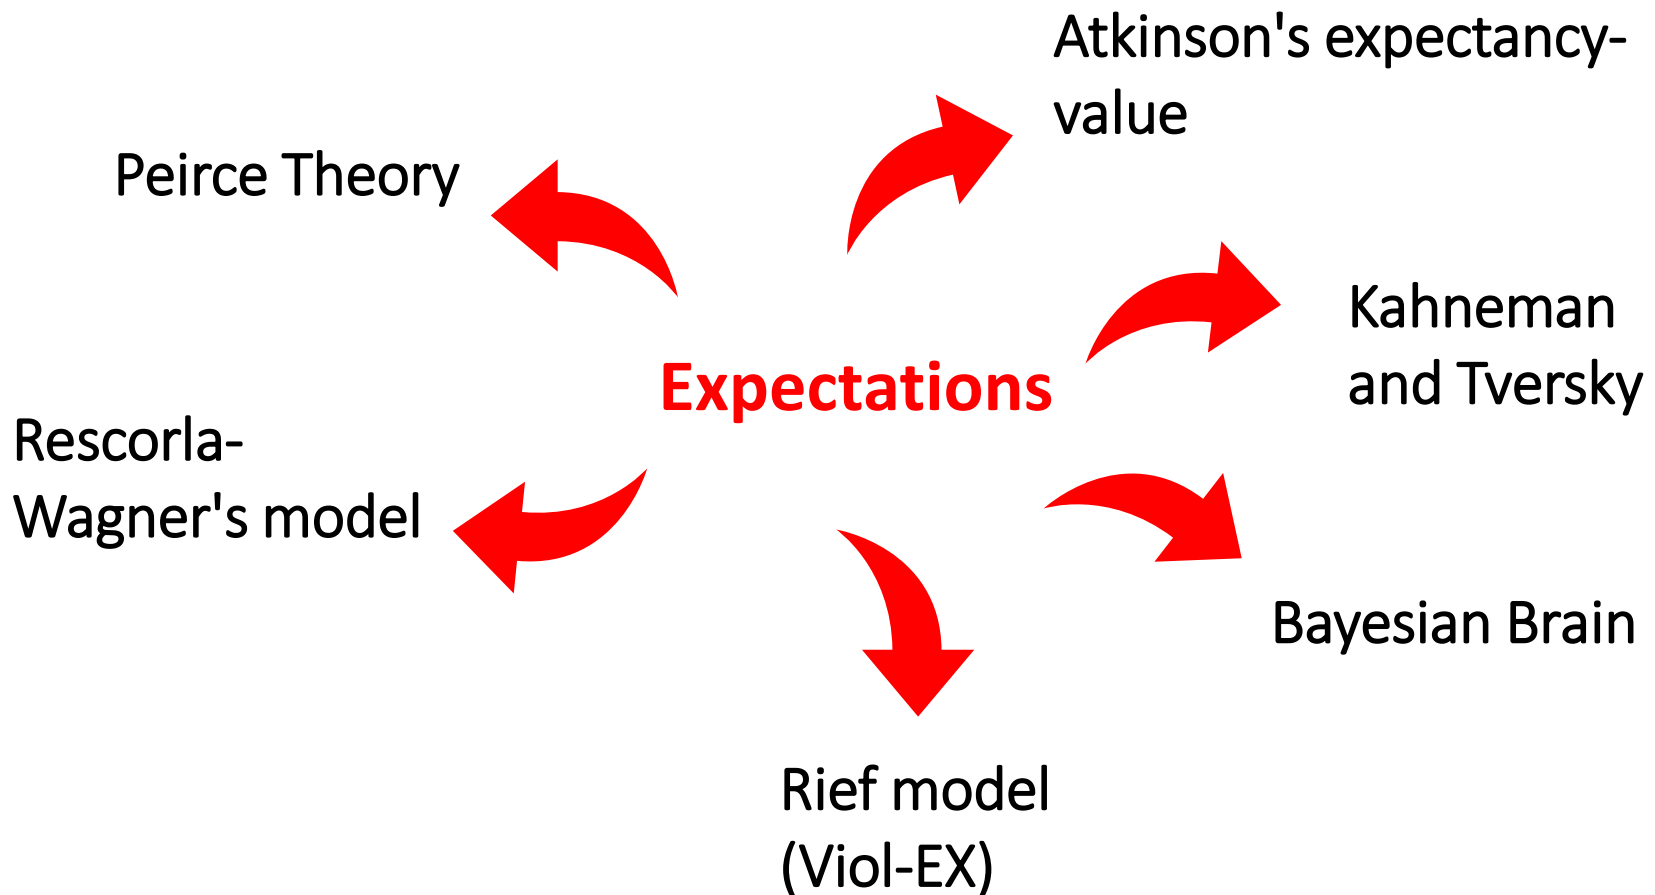 Atkinson's expectancy-
value
Peirce Theory
Kahneman
and Tversky
Expectations
Rescorla-
Wagner's model
Bayesian Brain
Rief model
(Viol-EX)